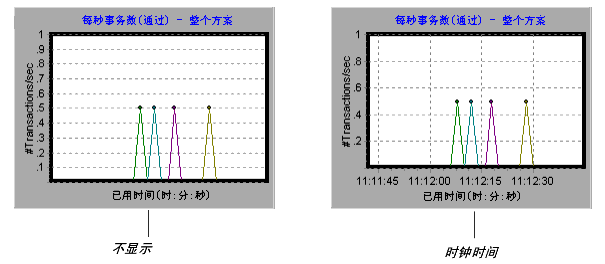 每秒事务数(通过) - 整个方案
1
.9
.8
.7
.6
.5
.4
.3
.2
.1
#Transactions/sec
已用时间(时:分:秒)
不显示
每秒事务数(通过) - 整个方案
1
.8
.6
.4
.2
#Transactions/sec
11:11:45 11:12:00 11:12:15 11:12:30
已用时间(时:分:秒)
时钟时间